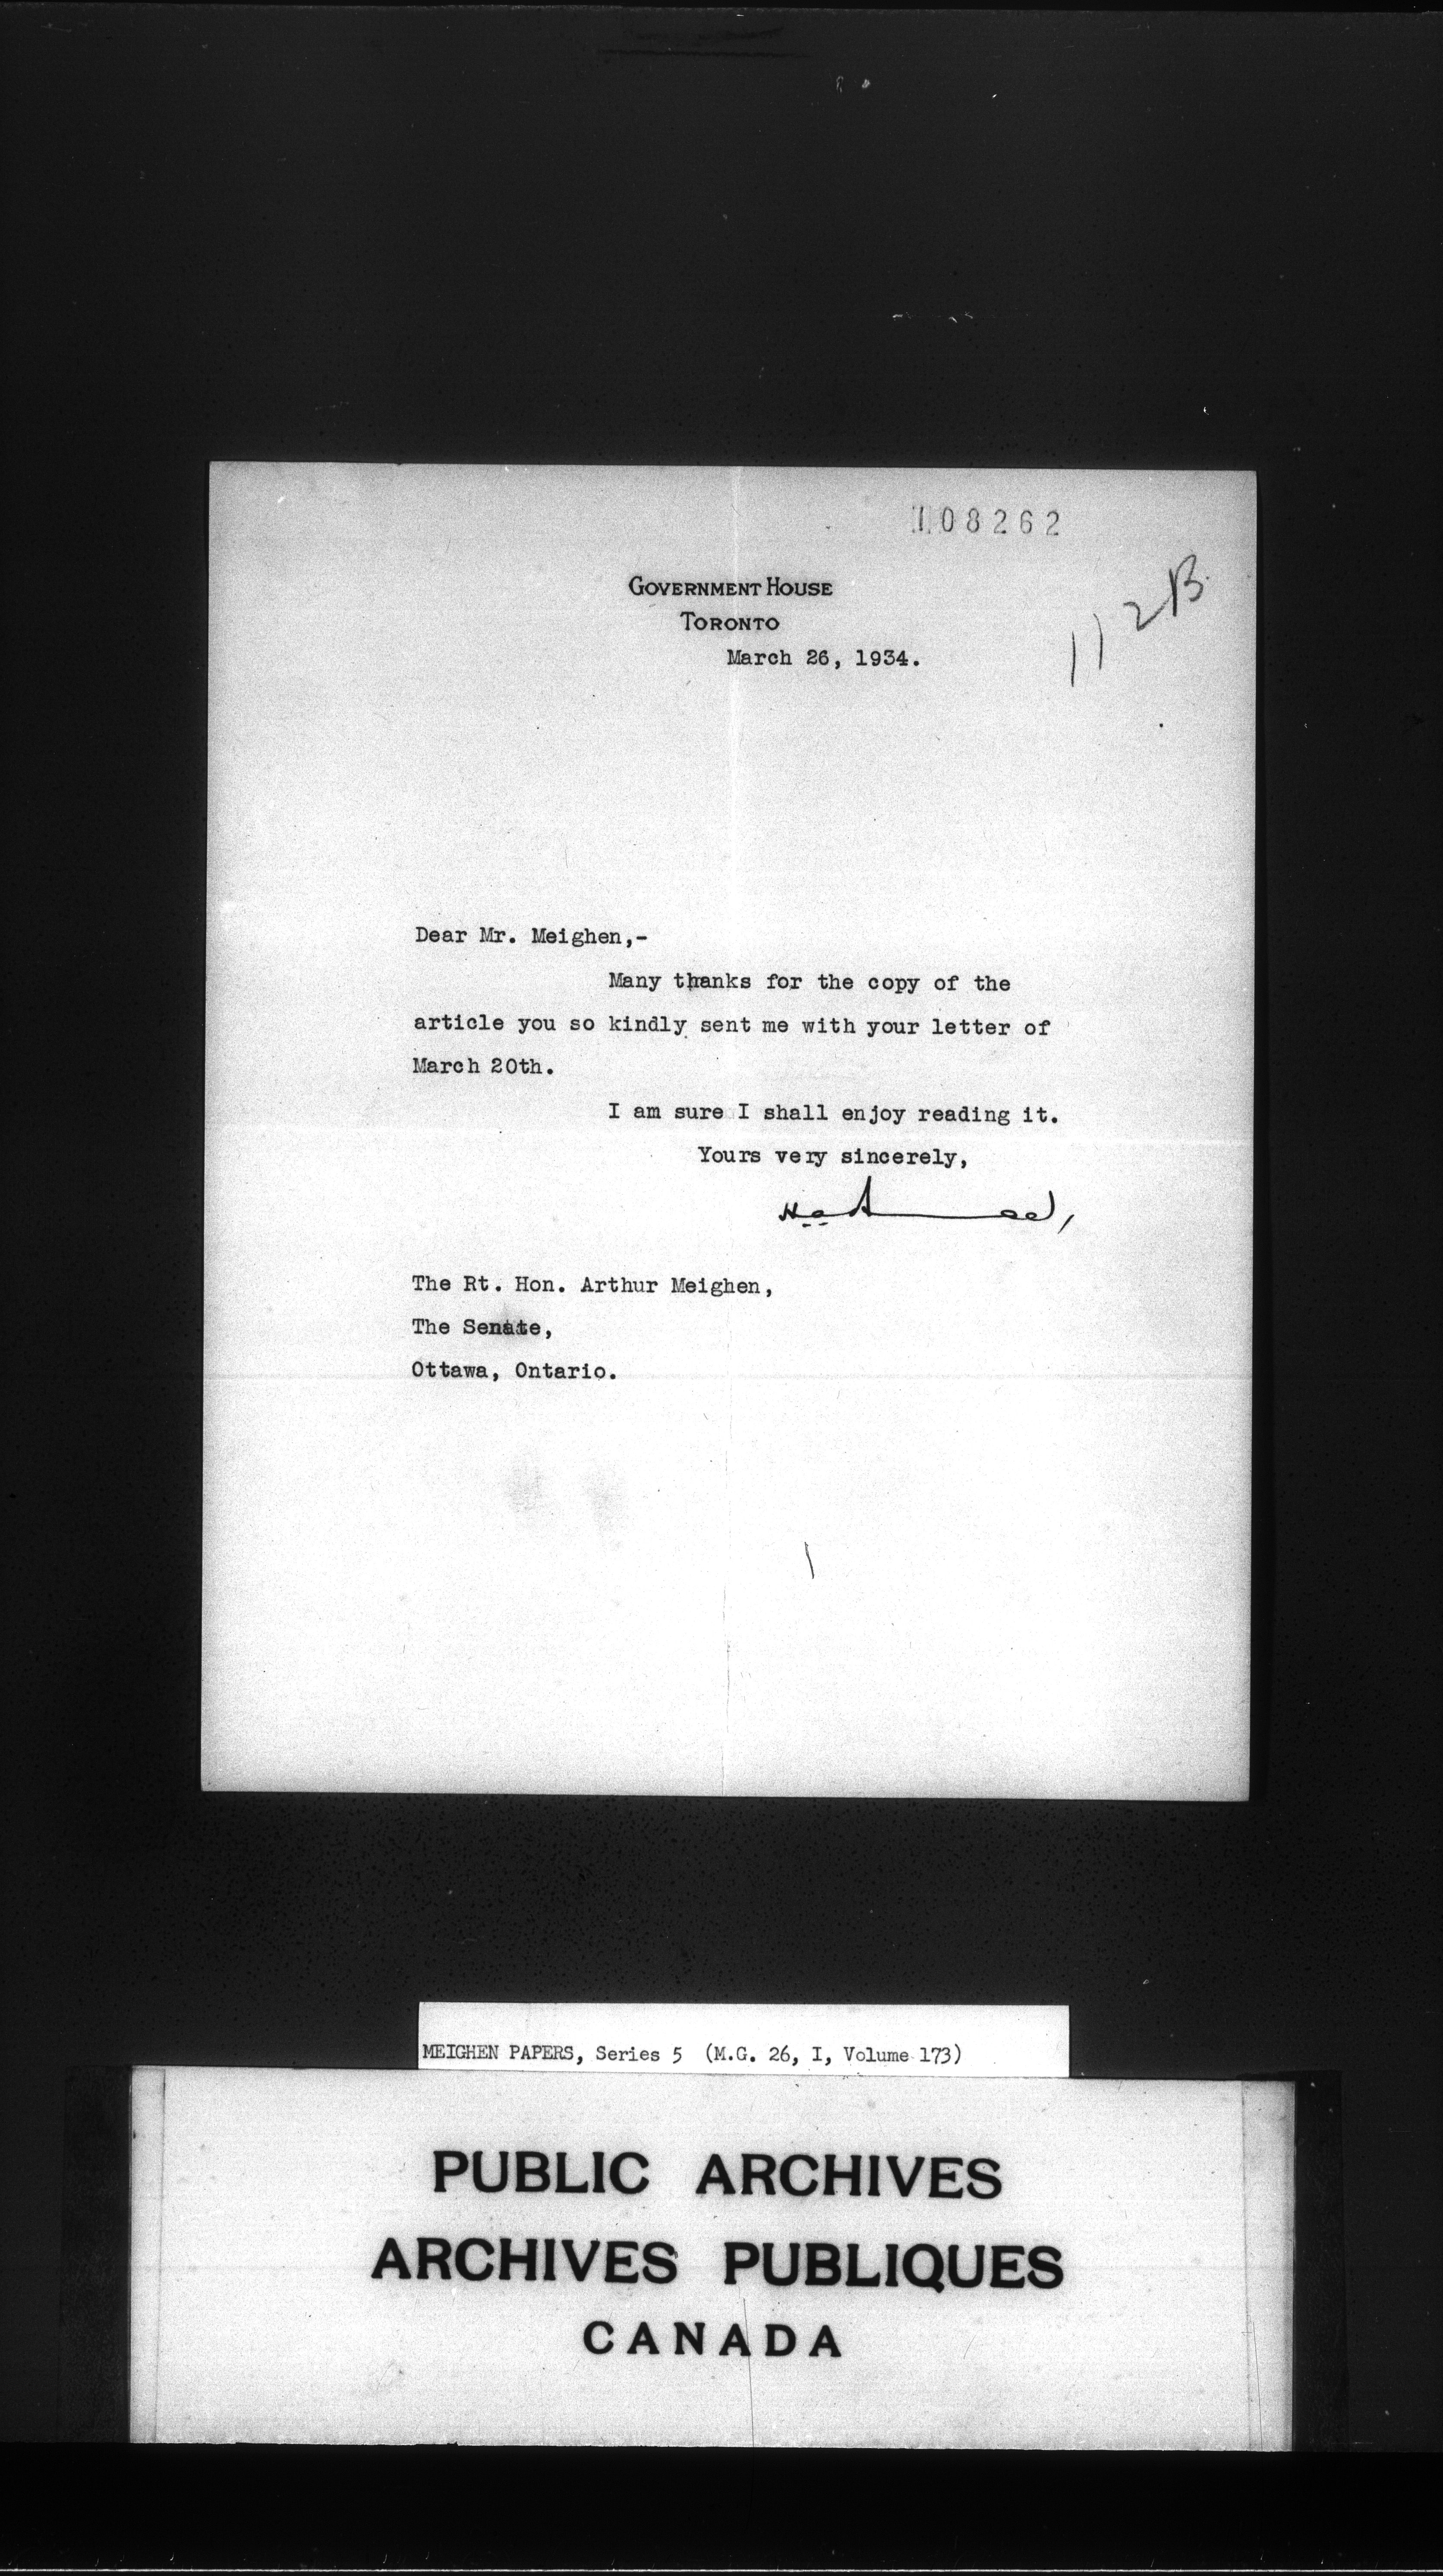 108262
112B
GOVERNMENT HOUSE
TORONTO
March 26, 1934.
Dear Mr. Meighen,-
Many thanks for the copy of the
article you so kindly sent me with your letter of
March 20th.
I am sure I shall enjoy reading it.
Yours very sincerely,
The Rt. Hon. Arthur Meighen,
The Senate,
Ottawa, Ontario.
MEIGHEN PAPERS, Series 5 (M.G. 26, I, Volume 173)
PUBLIC ARCHIVES
ARCHIVES PUBLIQUES
CANADA